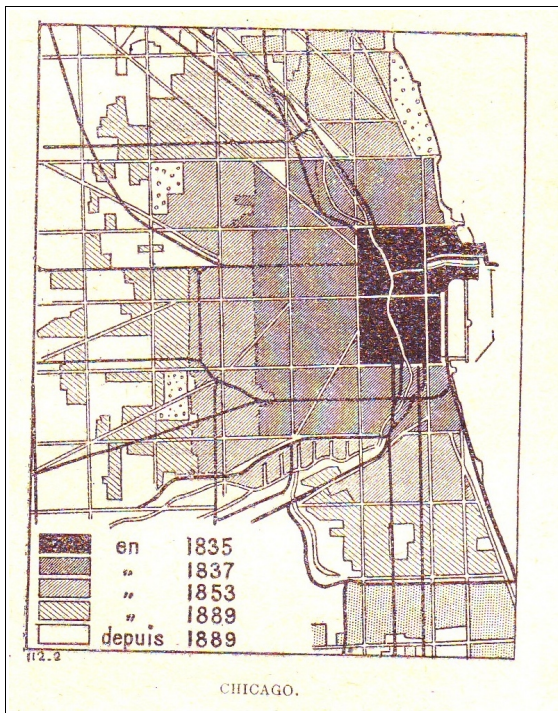 en 1835
„ 1837
„ 1853
„ 1889
depuis 1889
112.2
CHICAGO.